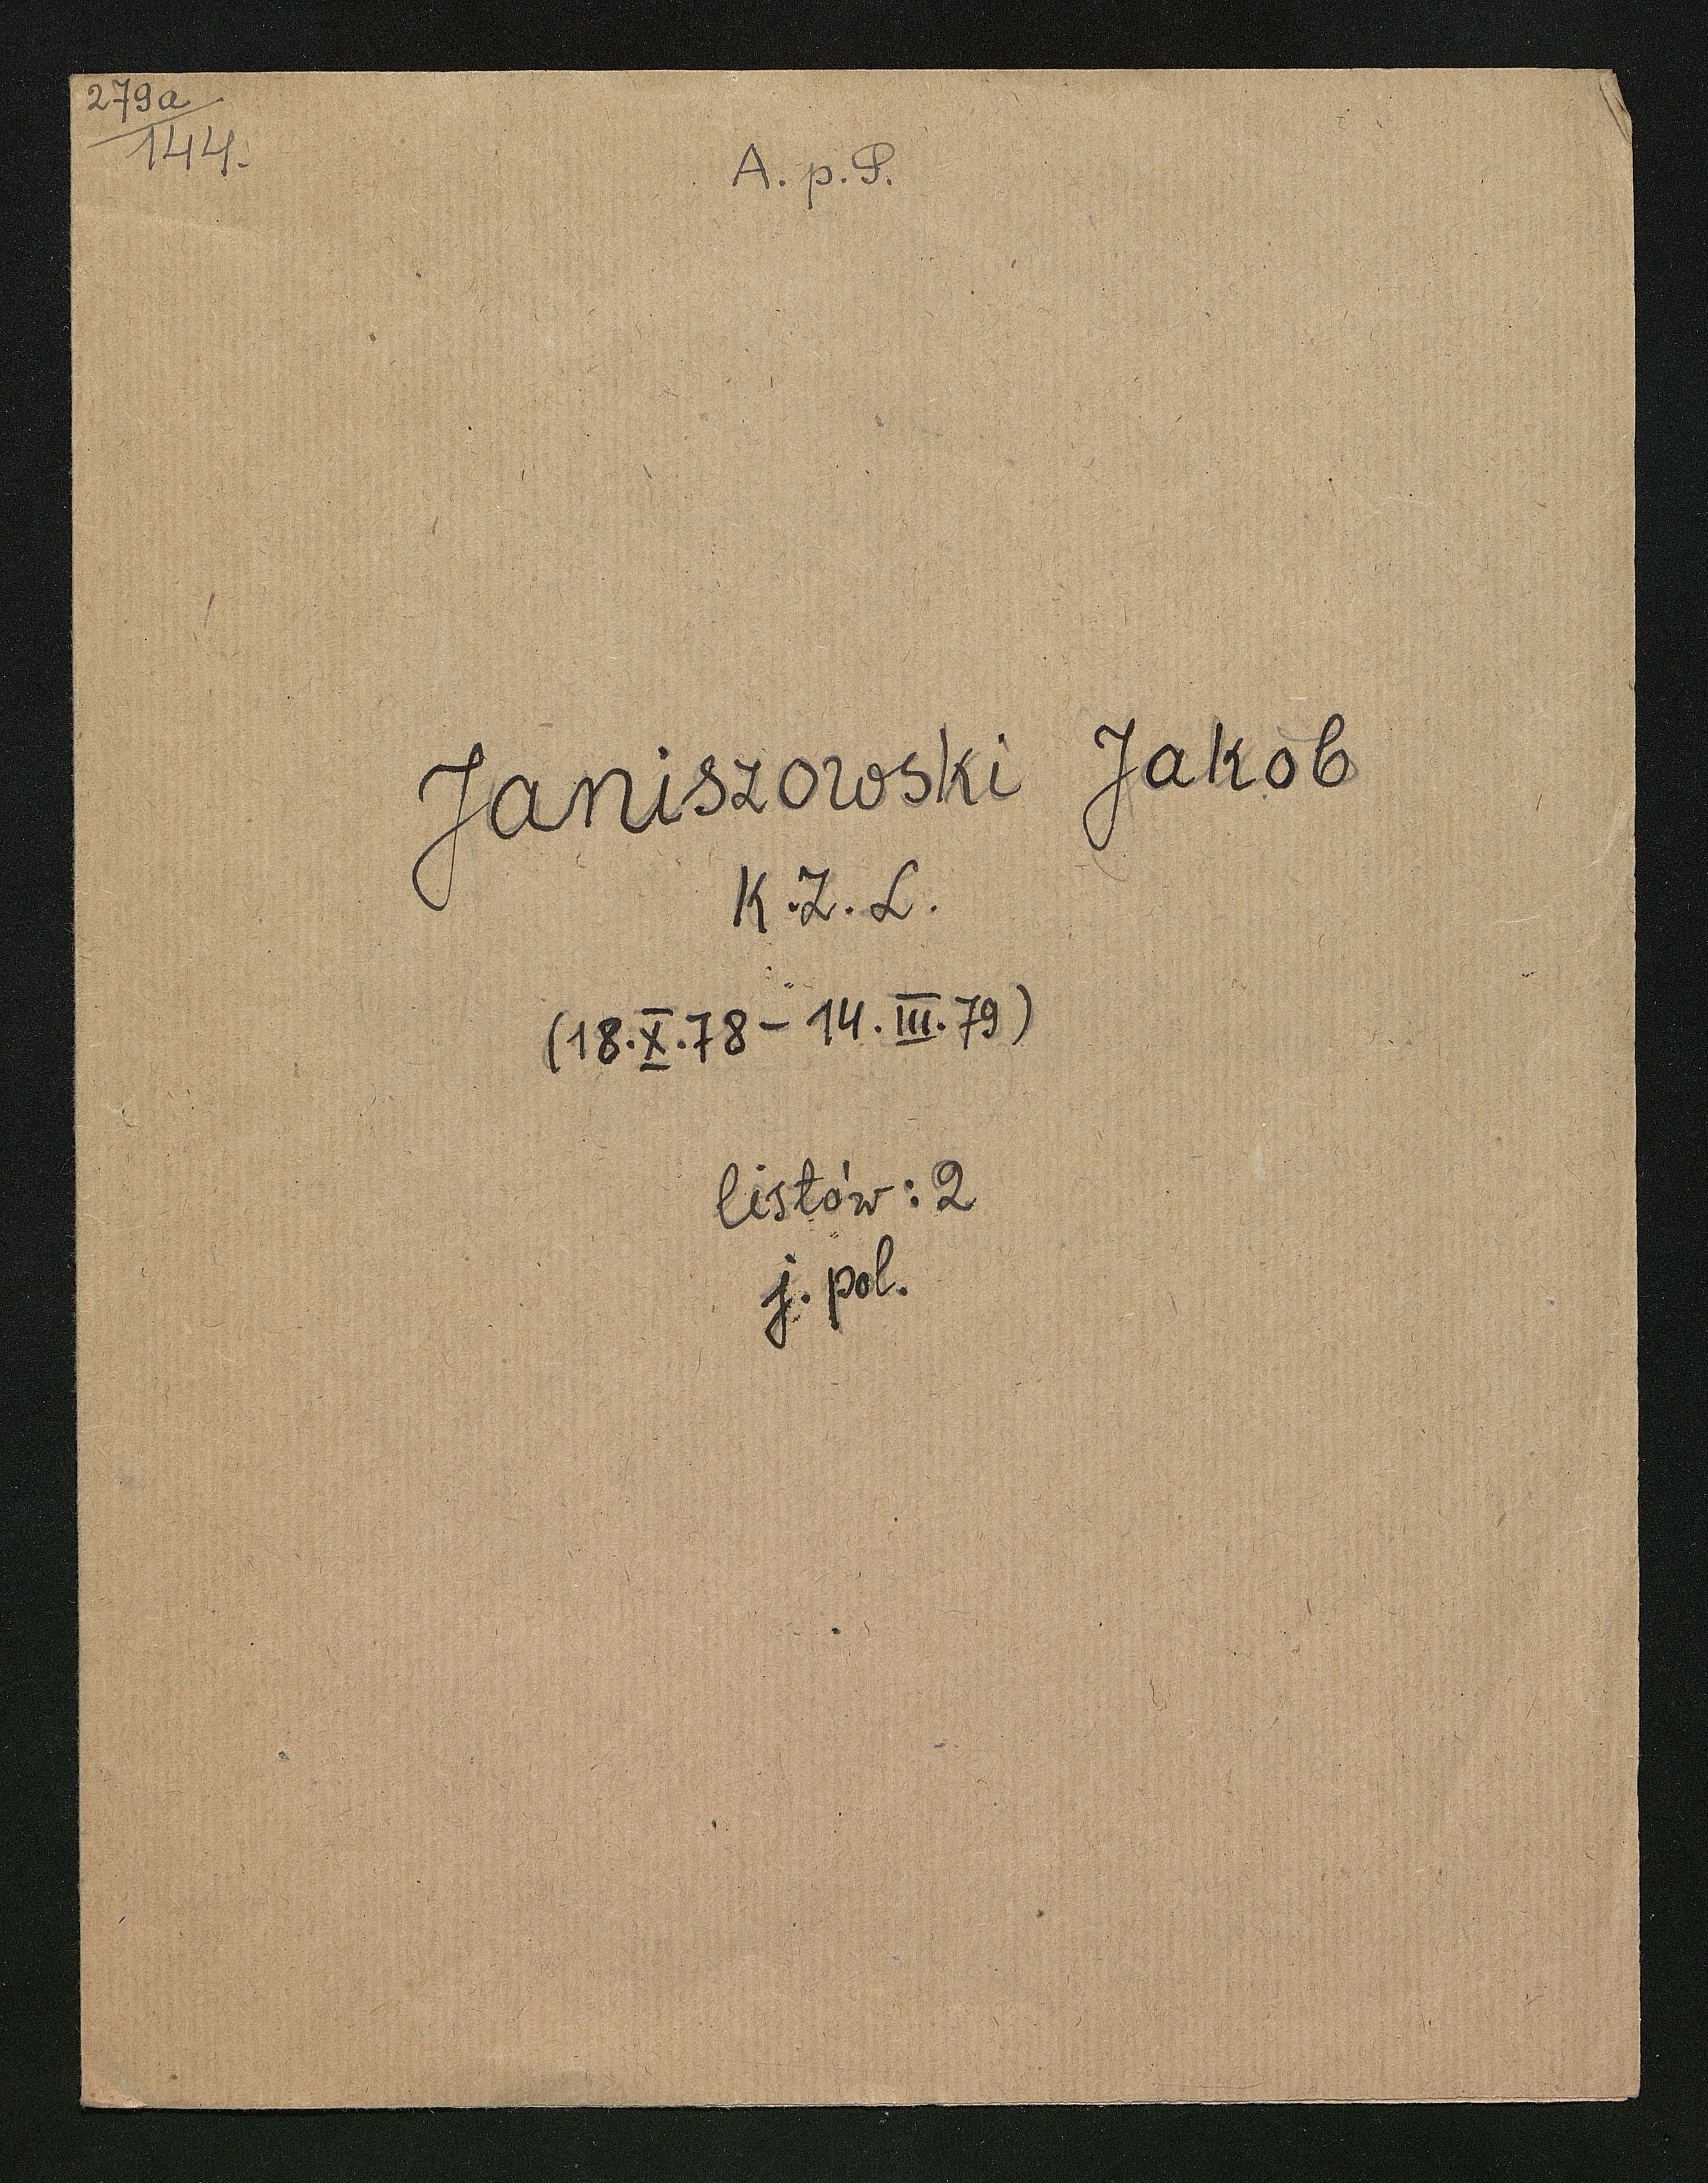 279a
144.
A. p. P.
Janiszowski Jakob
K. Z. L.
(18.X.78 – 14.III.79)
listów: 2
j. pol.